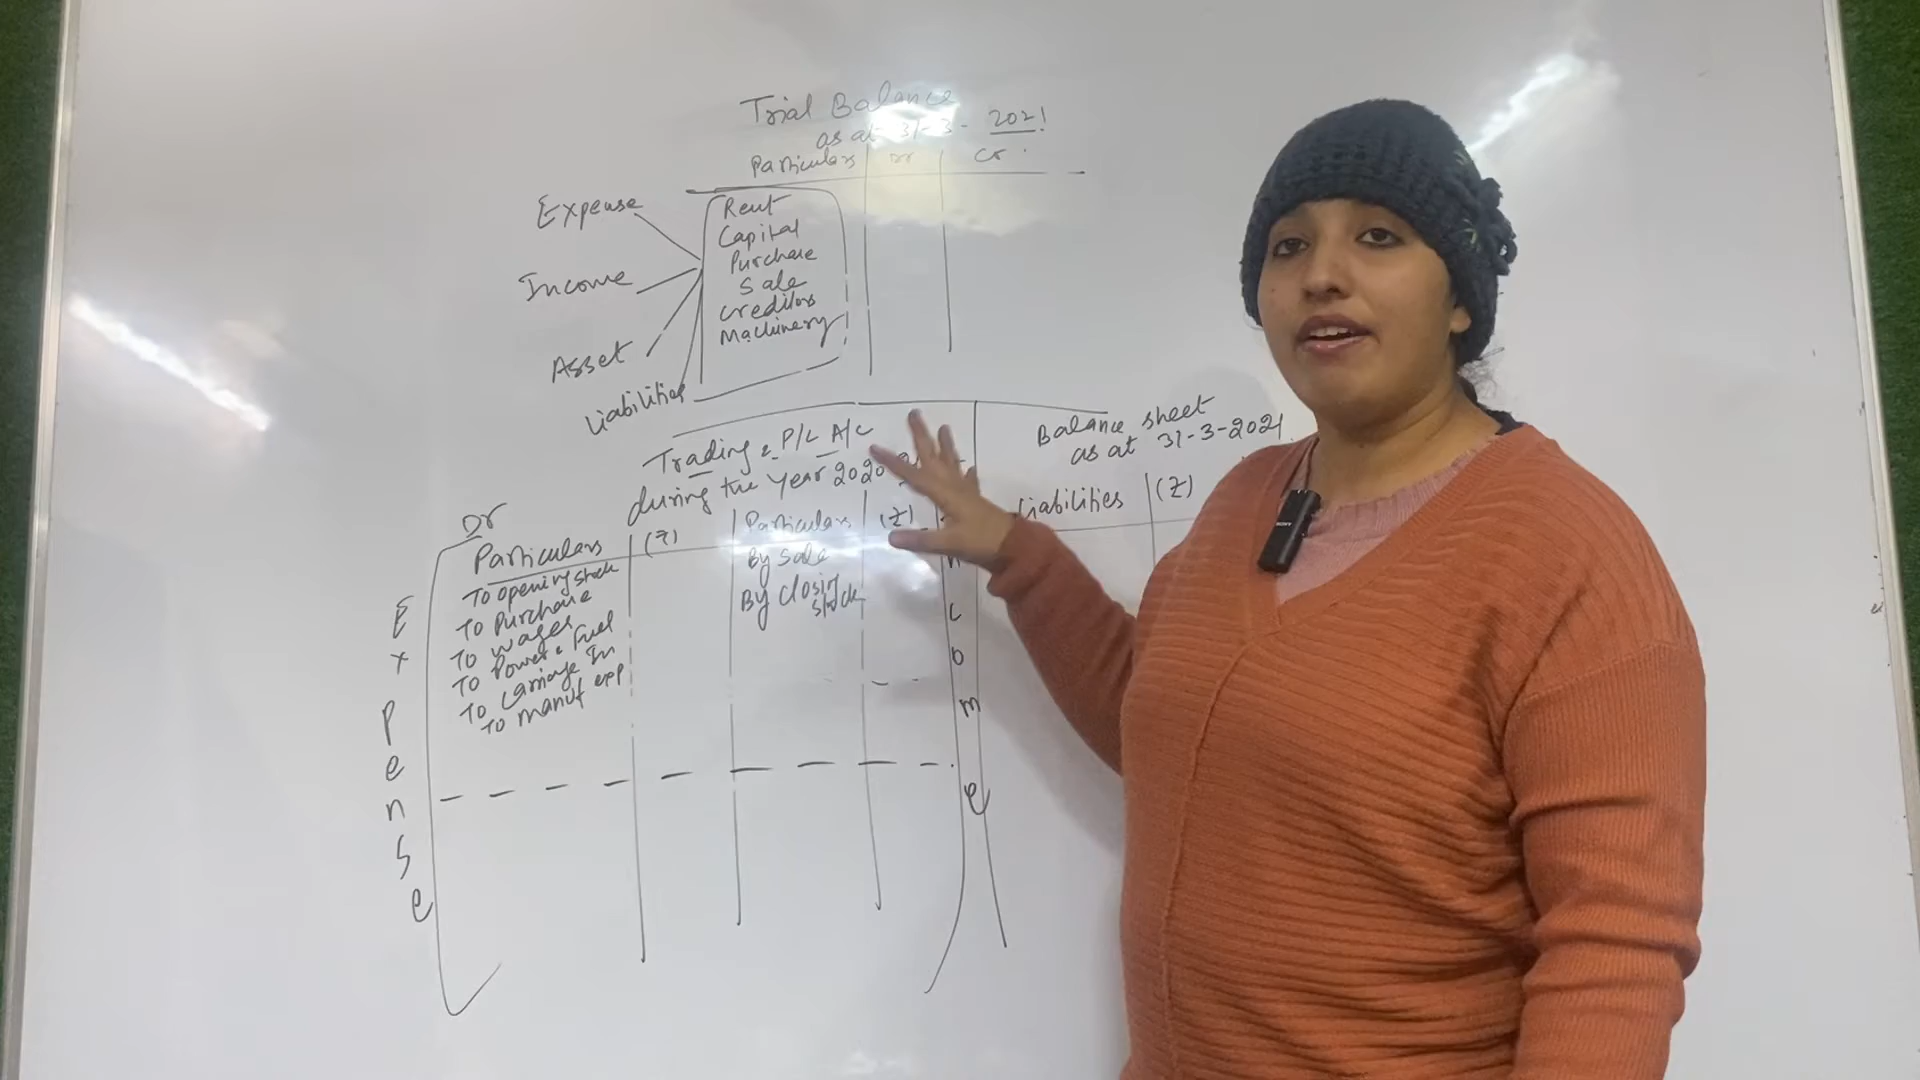 Trial Balance
as at 31-3-2021
Particulars Dr Cr.
Expense
Income
Asset
Liabilities
Rent
Capital
Purchase
Sale
Creditors
Machinery
Trading & P/L A/c
during the Year 2020
Dr
Particulars (₹) Particulars (₹)
To opening stock
To Purchase
To wages
To Power & Fuel
To Carriage In
To Manuf exp
By Sale
By Closing
Stock
Expense
ncome
Balance sheet
as at 31-3-2021.
Liabilities (₹)